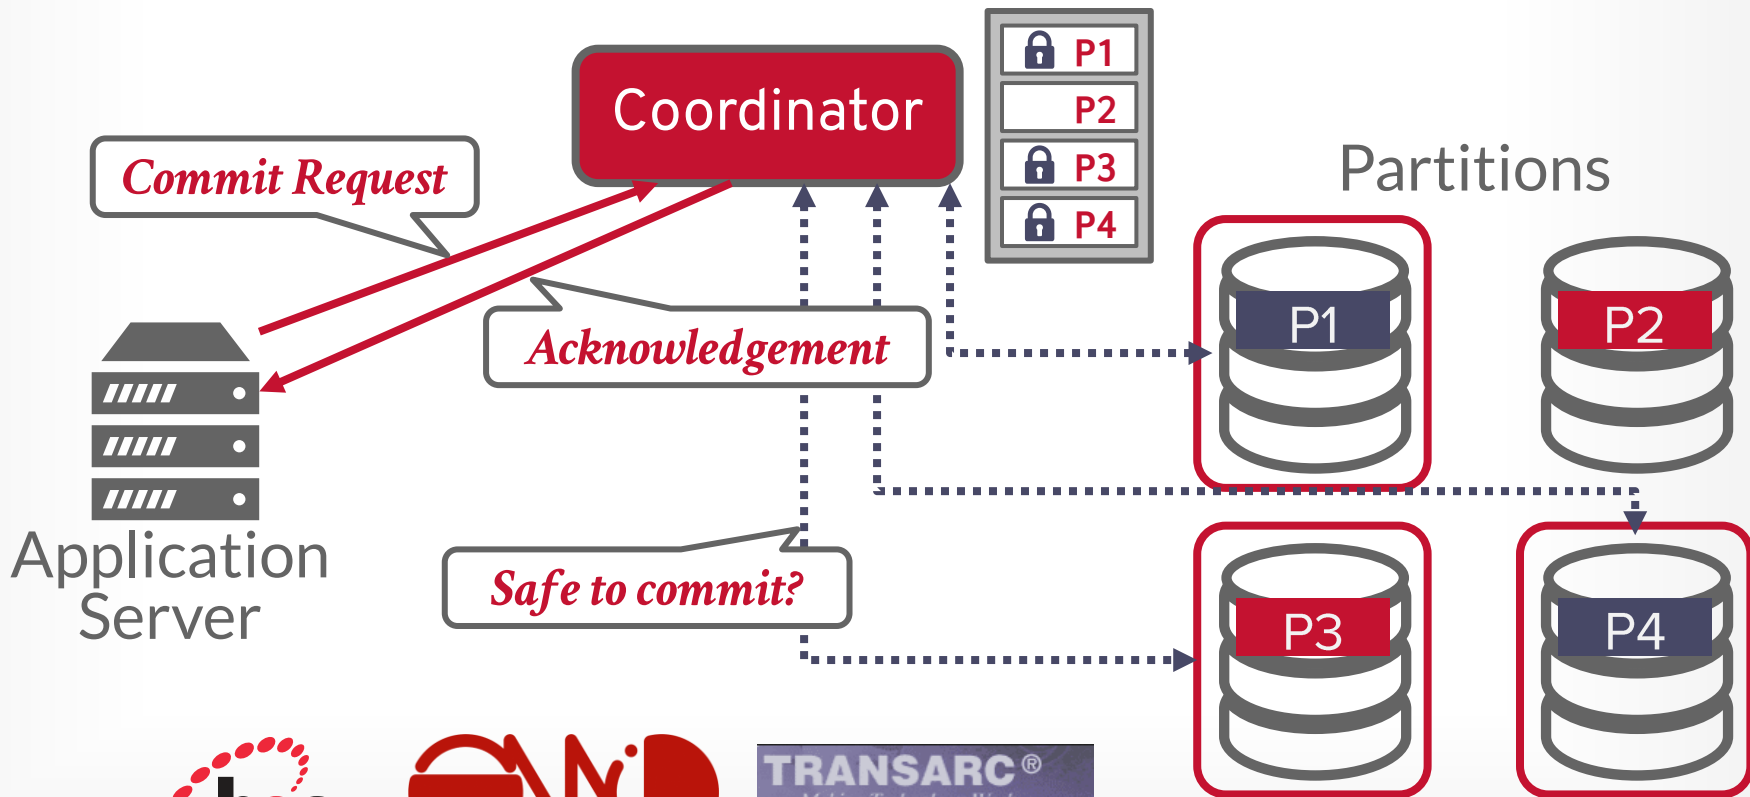 Coordinator
P1
P2
P3
P4
Commit Request
Partitions
Acknowledgement
P1
P2
Application
Server
Safe to commit?
P3
P4
TRANSARC®